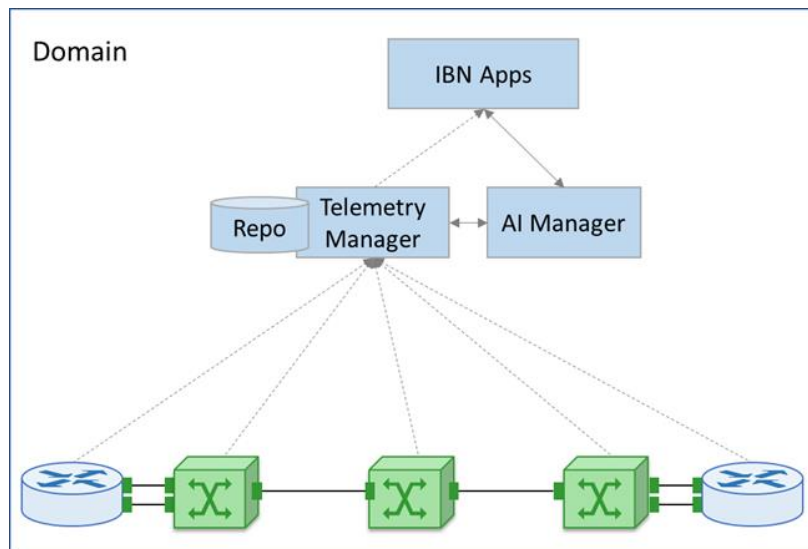 Domain
IBN Apps
Repo
Telemetry
Manager
AI Manager